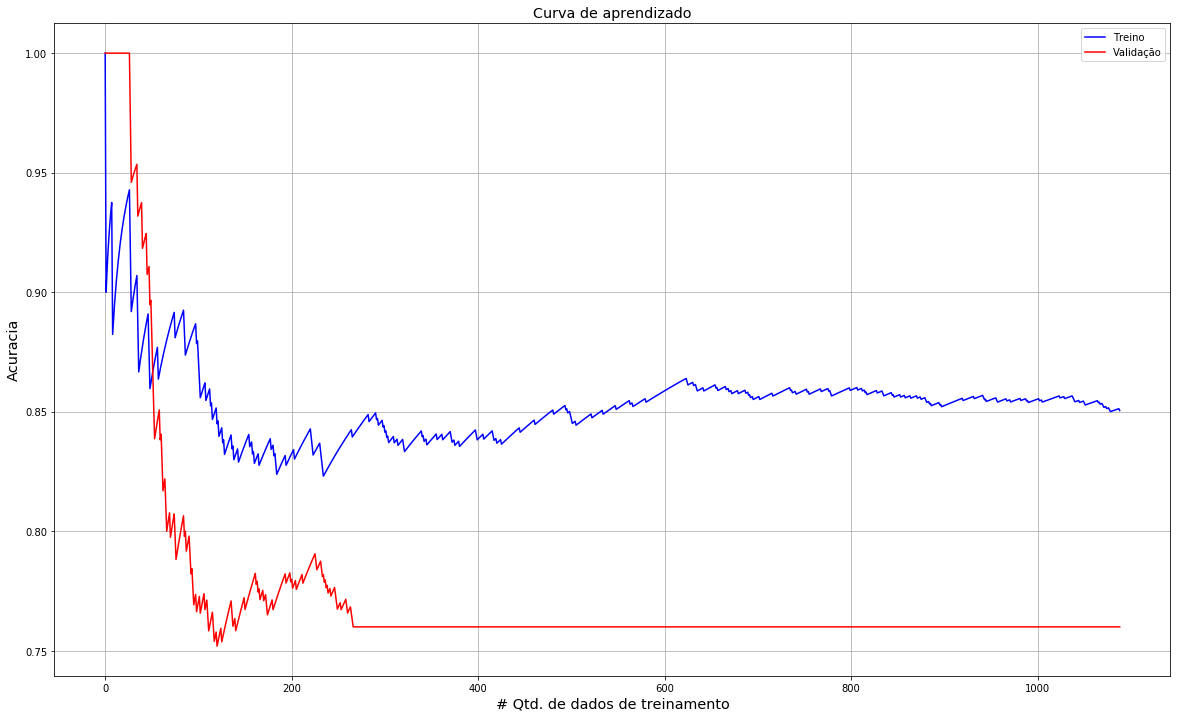 Curva de aprendizado
Treino
Validação
Acuracia
1.00
0.95
0.90
0.85
0.80
0.75
0 200 400 600 800 1000
# Qtd. de dados de treinamento